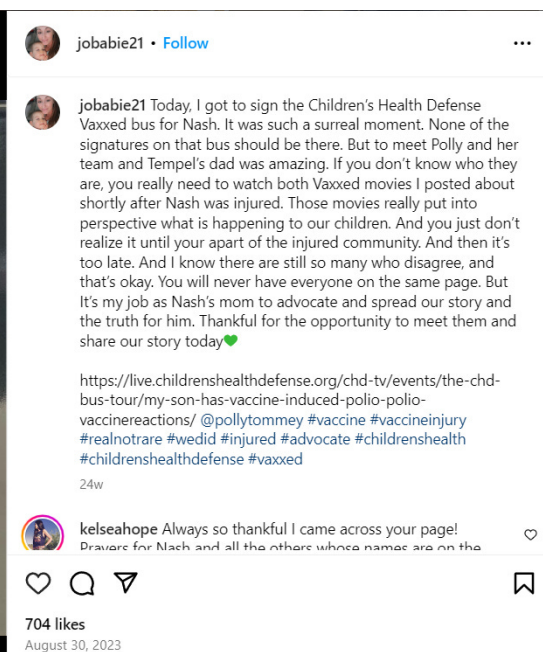 jobabie21 • Follow
jobabie21 Today, I got to sign the Children's Health Defense
Vaxxed bus for Nash. It was such a surreal moment. None of the
signatures on that bus should be there. But to meet Polly and her
team and Tempel's dad was amazing. If you don't know who they
are, you really need to watch both Vaxxed movies I posted about
shortly after Nash was injured. Those movies really put into
perspective what is happening to our children. And you just don't
realize it until your apart of the injured community. And then it's
too late. And I know there are still so many who disagree, and
that's okay. You will never have everyone on the same page. But
It's my job as Nash's mom to advocate and spread our story and
the truth for him. Thankful for the opportunity to meet them and
share our story today💚
https://live.childrenshealthdefense.org/chd-tv/events/the-chd-
bus-tour/my-son-has-vaccine-induced-polio-polio-
vaccinereactions/ @pollytommey #vaccine #vaccineinjury
#realnotrare #wedid #injured #advocate #childrenshealth
#childrenshealthdefense #vaxxed
24w
kelseahope Always so thankful I came across your page!
Prayers for Nash and all the others whose names are on the
704 likes
August 30, 2023